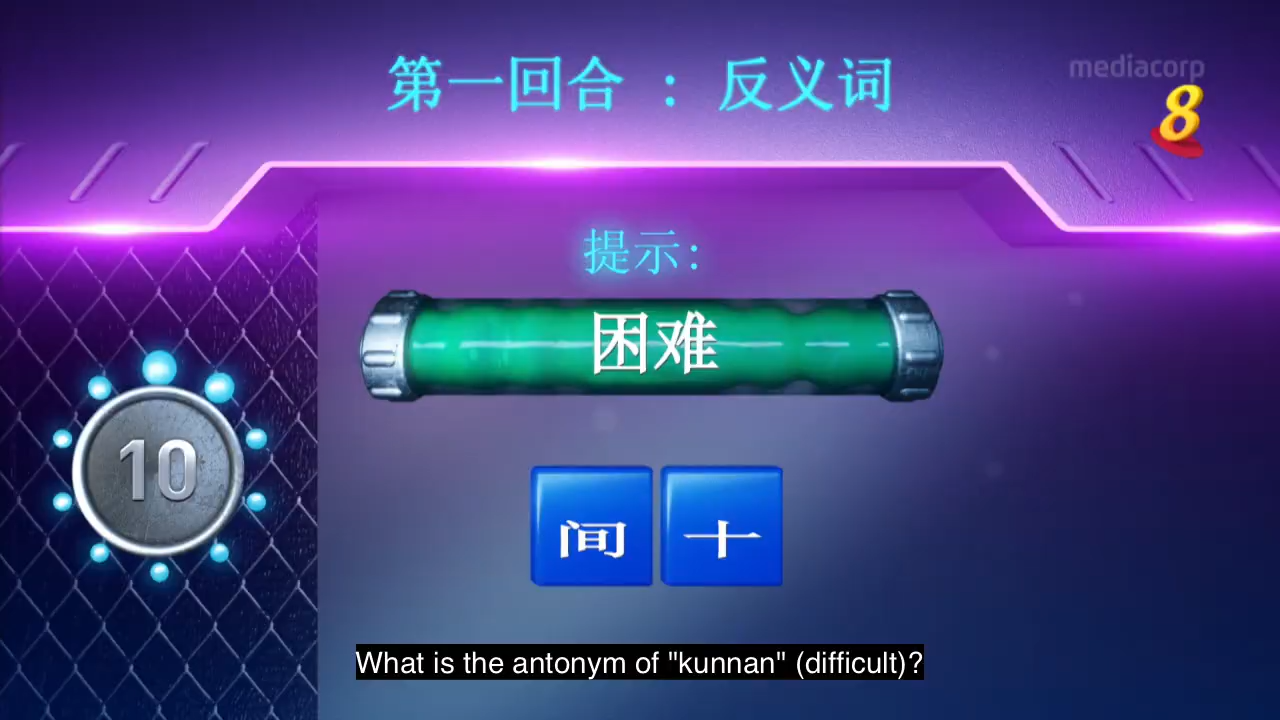 第一回合 : 反义词
mediacorp
8
提示:
困难
10
间 十
What is the antonym of "kunnan" (difficult)?